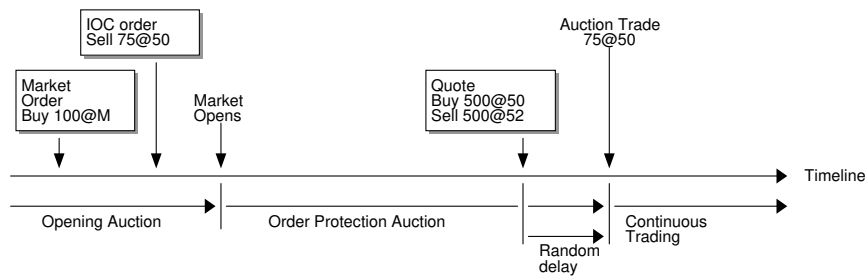 IOC order
Sell 75@50
Auction Trade
75@50
Market
Order
Buy 100@M
Market
Opens
Quote
Buy 500@50
Sell 500@52
Timeline
Opening Auction
Order Protection Auction
Continuous
Trading
Random
delay